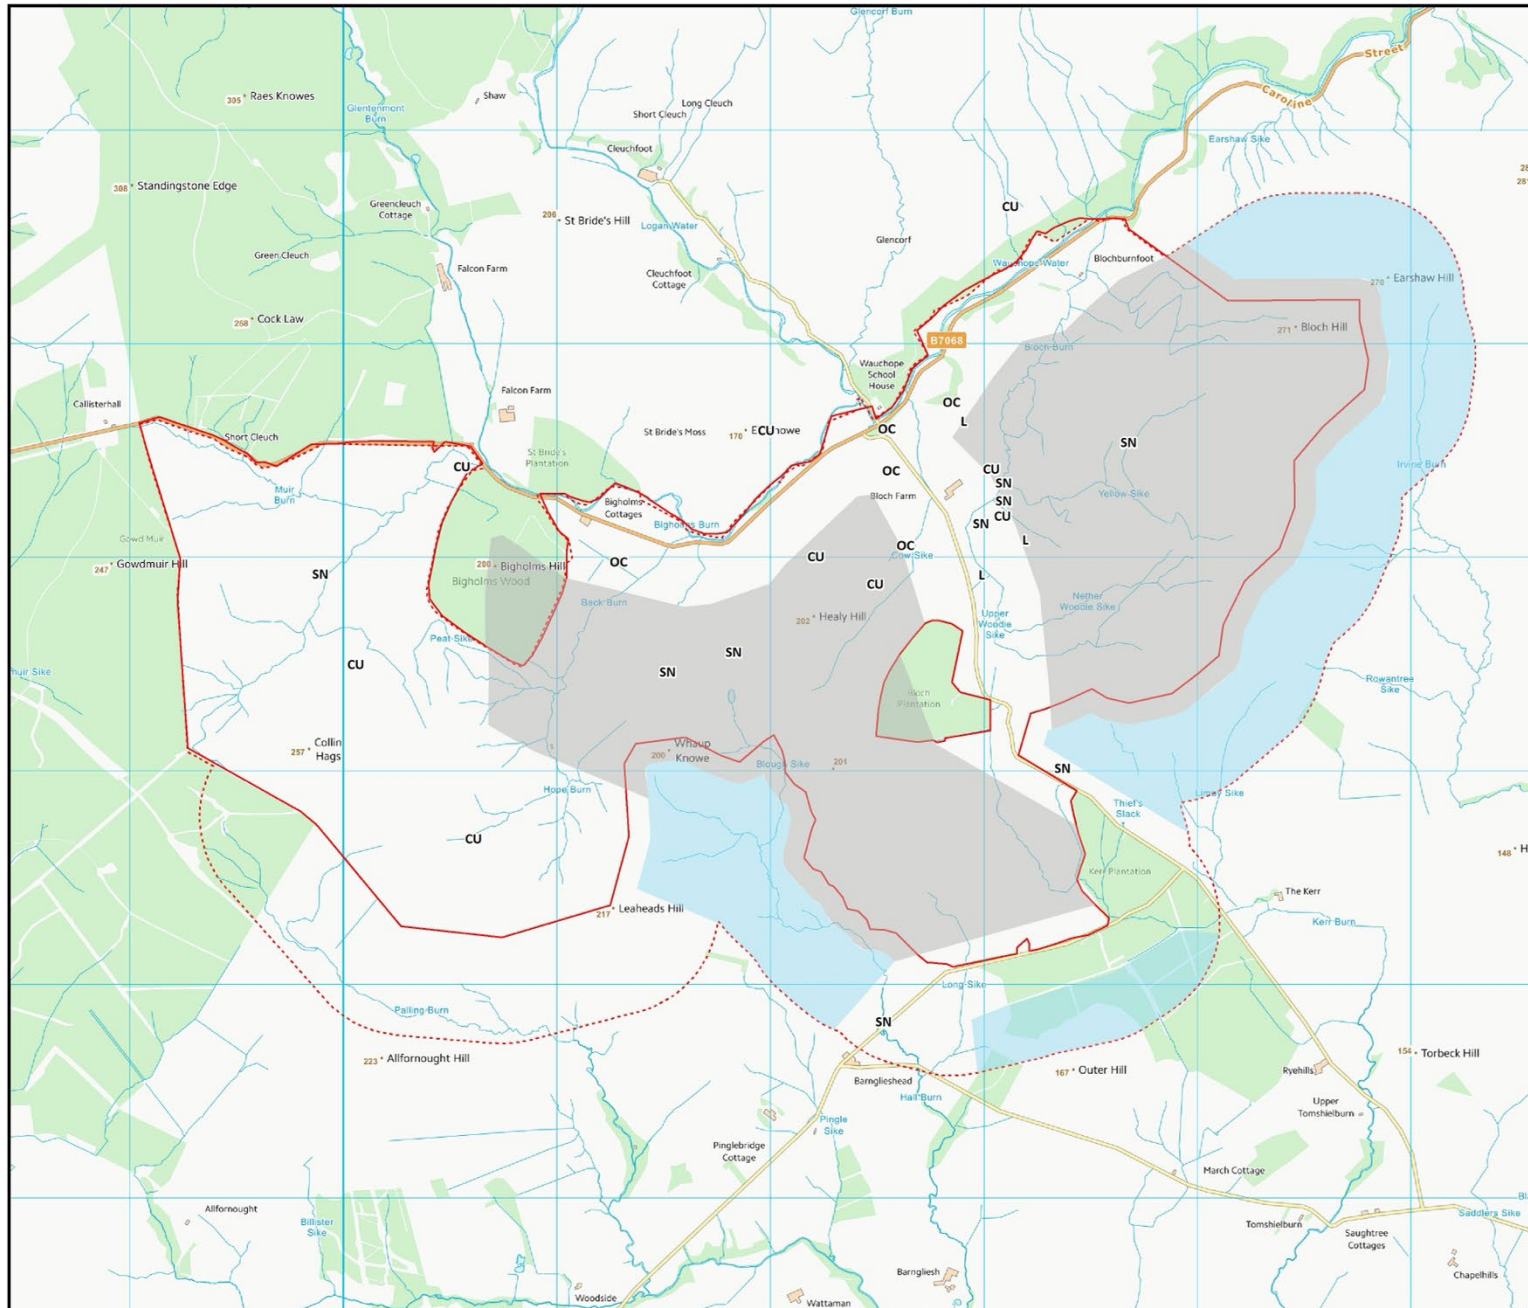 Glencorf Burn
Street
Caroline
305 Raes Knowes
Shaw
Long Cleuch
Short Cleuch
Glentenmont
Burn
Earshaw Sike
Cleuchfoot
308 Standingstone Edge
Greencleuch
Cottage
206
St Bride's Hill
Logan Water
CU
Glencorf
Green Cleuch
Falcon Farm
Cleuchfoot
Cottage
Wauchope Water
Blochburnfoot
270 Earshaw Hill
268 Cock Law
271 Bloch Hill
B7068
Bloch Burn
Wauchope
School
House
Callisterhall
Falcon Farm
OC
L
Short Cleuch
St Bride's
Plantation
St Bride's Moss
170
CU
OC
SN
CU
OC
CU
Irvine Burn
Muir
Burn
Bloch Farm
SN
Yellow Sike
Bigholms
Cottages
SN
CU
Bigholms Burn
SN
Gowd Muir
247 Gowdmuir Hill
L
OC
Cow Sike
CU
OC
200 Bigholms Hill
Bigholms Wood
SN
L
CU
Back Burn
Nether
Woodie Sike
202 Healy Hill
Upper
Woodie
Sike
Peat Sike
SN
CU
SN
Rowantree
Sike
Bloch
Plantation
257
Collin
Hags
200
Whaup
Knowe
Blough Sike
201
SN
Hope Burn
Limey Sike
Thief's
Slack
CU
148 H
Kerr Plantation
The Kerr
217 Leaheads Hill
Kerr Burn
Long Sike
Palling Burn
SN
223 Allfornought Hill
154 Torbeck Hill
167 Outer Hill
Ryehills
Barnglieshead
Hall Burn
Upper
Tomshielburn
Pingle
Sike
Pinglebridge
Cottage
March Cottage
Allfornought
Billister
Sike
Saddlers Sike
Tomshielburn
Saughtree
Cottages
Barngliesh
Chapelhills
Woodside
Wattaman